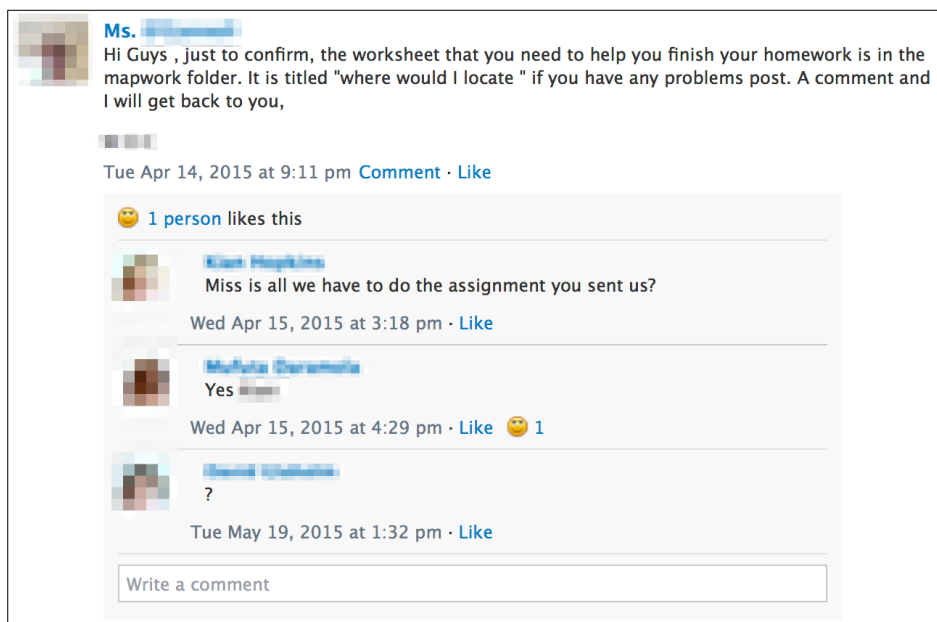 Ms.
Hi Guys , just to confirm, the worksheet that you need to help you finish your homework is in the
mapwork folder. It is titled "where would I locate " if you have any problems post. A comment and
I will get back to you,
Tue Apr 14, 2015 at 9:11 pm Comment · Like
1 person likes this
Miss is all we have to do the assignment you sent us?
Wed Apr 15, 2015 at 3:18 pm · Like
Yes
Wed Apr 15, 2015 at 4:29 pm · Like 1
?
Tue May 19, 2015 at 1:32 pm · Like
Write a comment